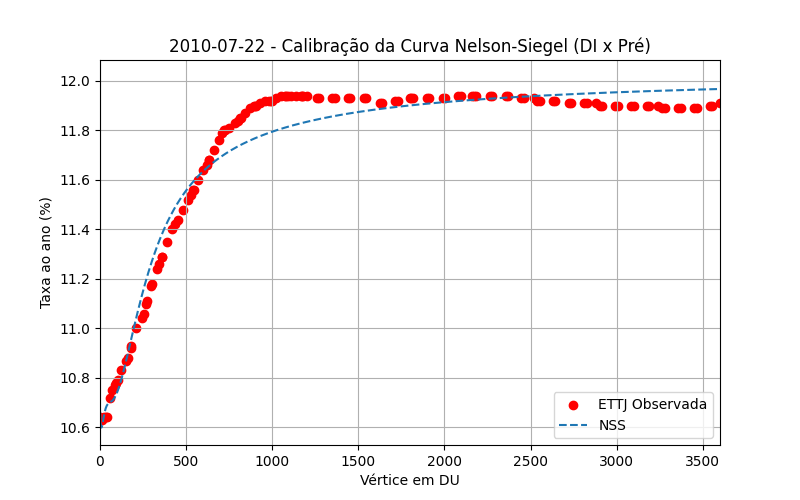 2010-07-22 - Calibração da Curva Nelson-Siegel (DI x Pré)
Taxa ao ano (%)
12.0
11.8
11.6
11.4
11.2
11.0
10.8
10.6
ETTJ Observada
NSS
0 500 1000 1500 2000 2500 3000 3500
Vértice em DU